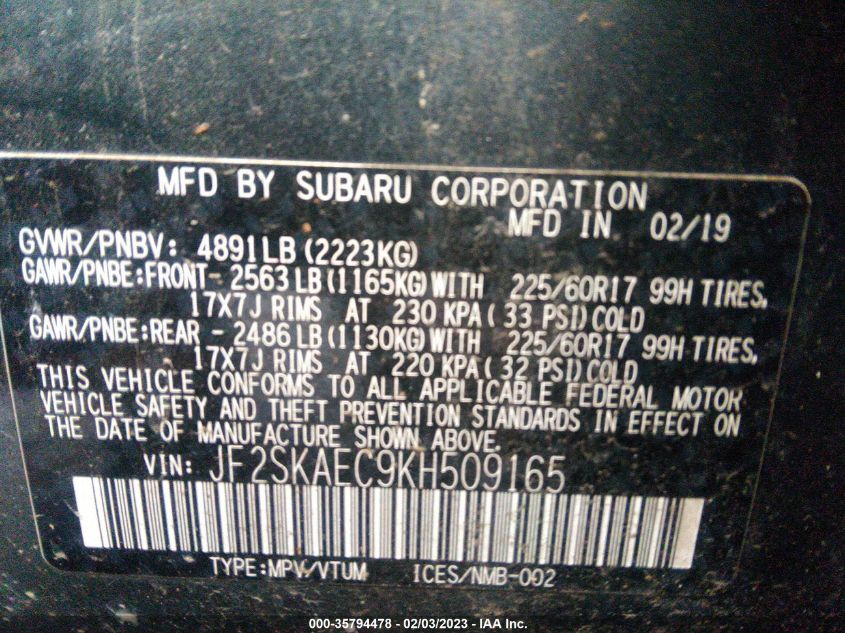 MFD BY SUBARU CORPORATION
MFD IN 02/19
GVWR/PNBV: 4891LB (2223KG)
GAWR/PNBE:FRONT- 2563LB(1165KG)WITH 225/60R17 99H TIRES,
17X7J RIMS AT 230 KPA( 33 PSI)COLD
GAWR/PNBE:REAR - 2486LB(1130KG)WITH 225/60R17 99H TIRES,
17X7J RIMS AT 220 KPA( 32 PSI)COLD
THIS VEHICLE CONFORMS TO ALL APPLICABLE FEDERAL MOTOR
VEHICLE SAFETY AND THEFT PREVENTION STANDARDS IN EFFECT ON
THE DATE OF MANUFACTURE SHOWN ABOVE.
VIN: JF2SKAEC9KH509165
TYPE:MPV/VTUM ICES/NMB-002
000-35794478 - 02/03/2023 - IAA Inc.